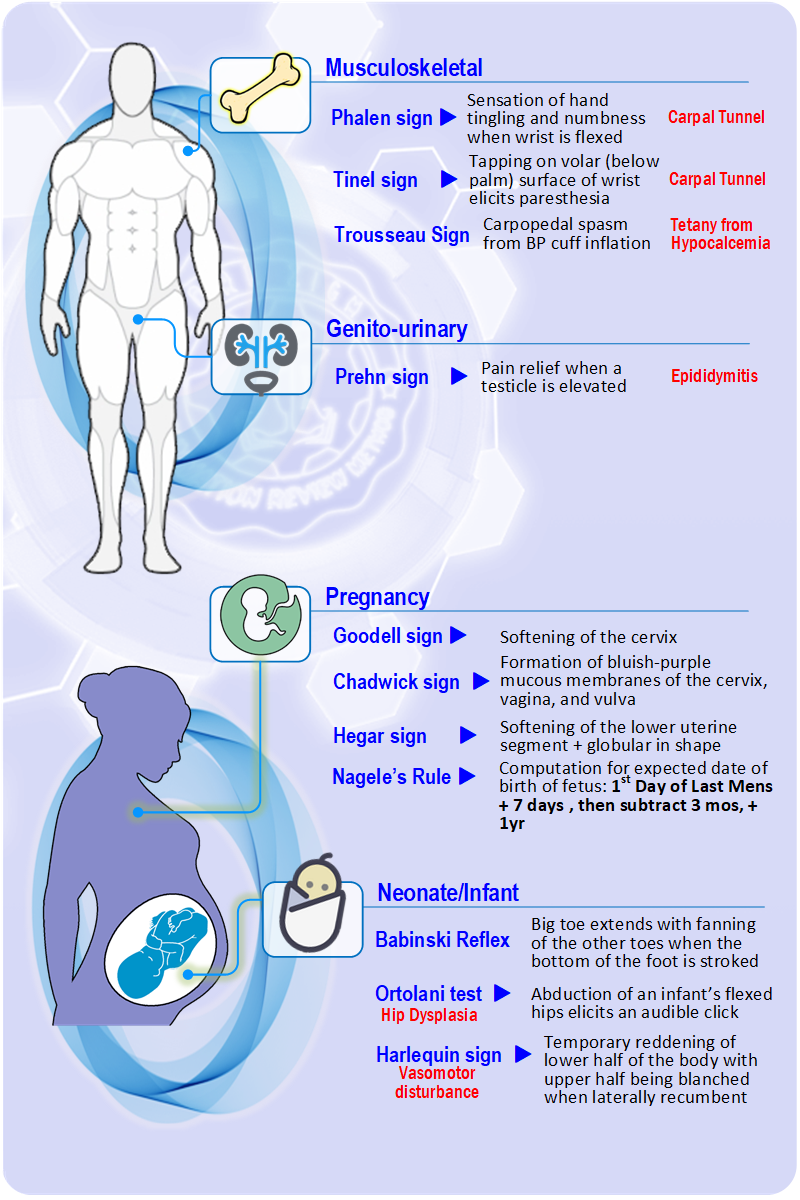 Musculoskeletal
Phalen sign
Sensation of hand
tingling and numbness
when wrist is flexed
Carpal Tunnel
Tinel sign
Tapping on volar (below
palm) surface of wrist
elicits paresthesia
Carpal Tunnel
Trousseau Sign
Carpopedal spasm
from BP cuff inflation
Tetany from
Hypocalcemia
Genito-urinary
Prehn sign
Pain relief when a
testicle is elevated
Epididymitis
Pregnancy
Goodell sign
Softening of the cervix
Chadwick sign
Formation of bluish-purple
mucous membranes of the cervix,
vagina, and vulva
Hegar sign
Softening of the lower uterine
segment + globular in shape
Nagele's Rule
Computation for expected date of
birth of fetus: 1st Day of Last Mens
+ 7 days , then subtract 3 mos, +
1yr
Neonate/Infant
Babinski Reflex
Big toe extends with fanning
of the other toes when the
bottom of the foot is stroked
Ortolani test
Hip Dysplasia
Abduction of an infant's flexed
hips elicits an audible click
Harlequin sign
Vasomotor
disturbance
Temporary reddening of
lower half of the body with
upper half being blanched
when laterally recumbent